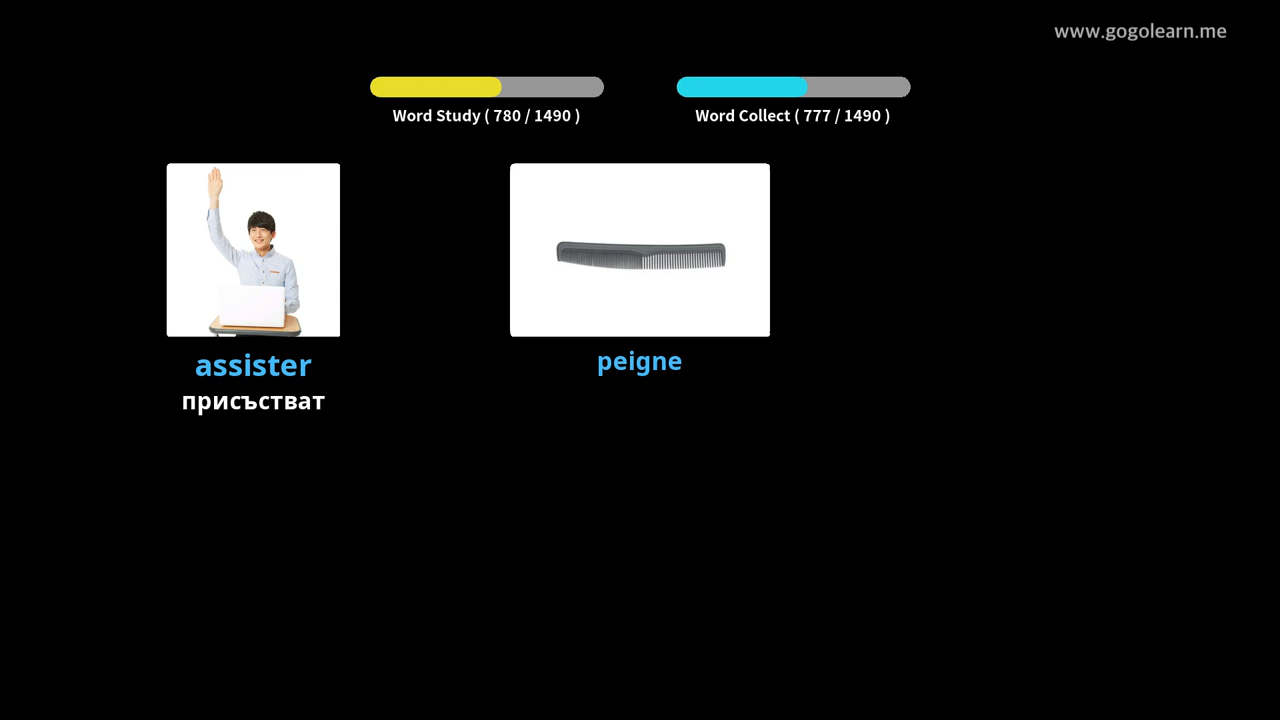 www.gogolearn.me
Word Study ( 780 / 1490 )
Word Collect ( 777 / 1490 )
assister
присъстват
peigne